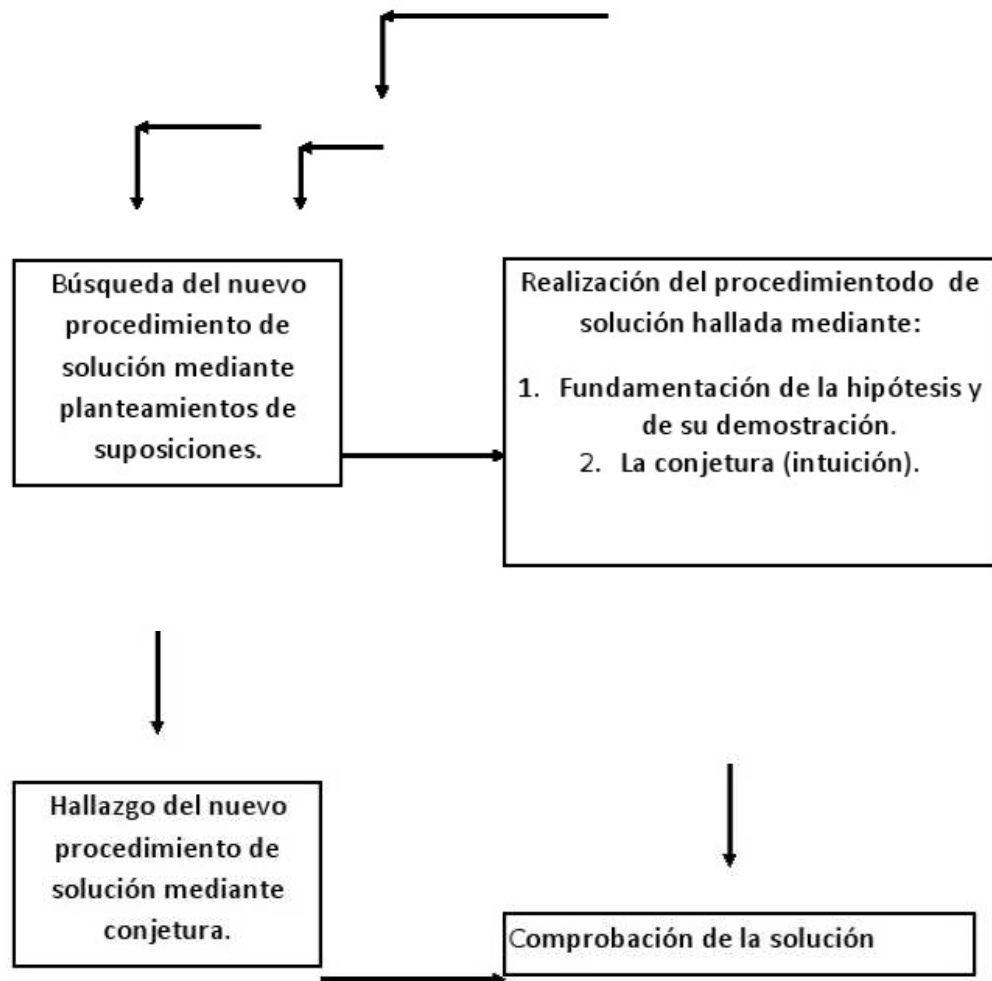 Búsqueda del nuevo
procedimiento de
solución mediante
planteamientos de
suposiciones.
Realización del procedimientodo de
solución hallada mediante:
1. Fundamentación de la hipótesis y
de su demostración.
2. La conjetura (intuición).
Hallazgo del nuevo
procedimiento de
solución mediante
conjetura.
Comprobación de la solución